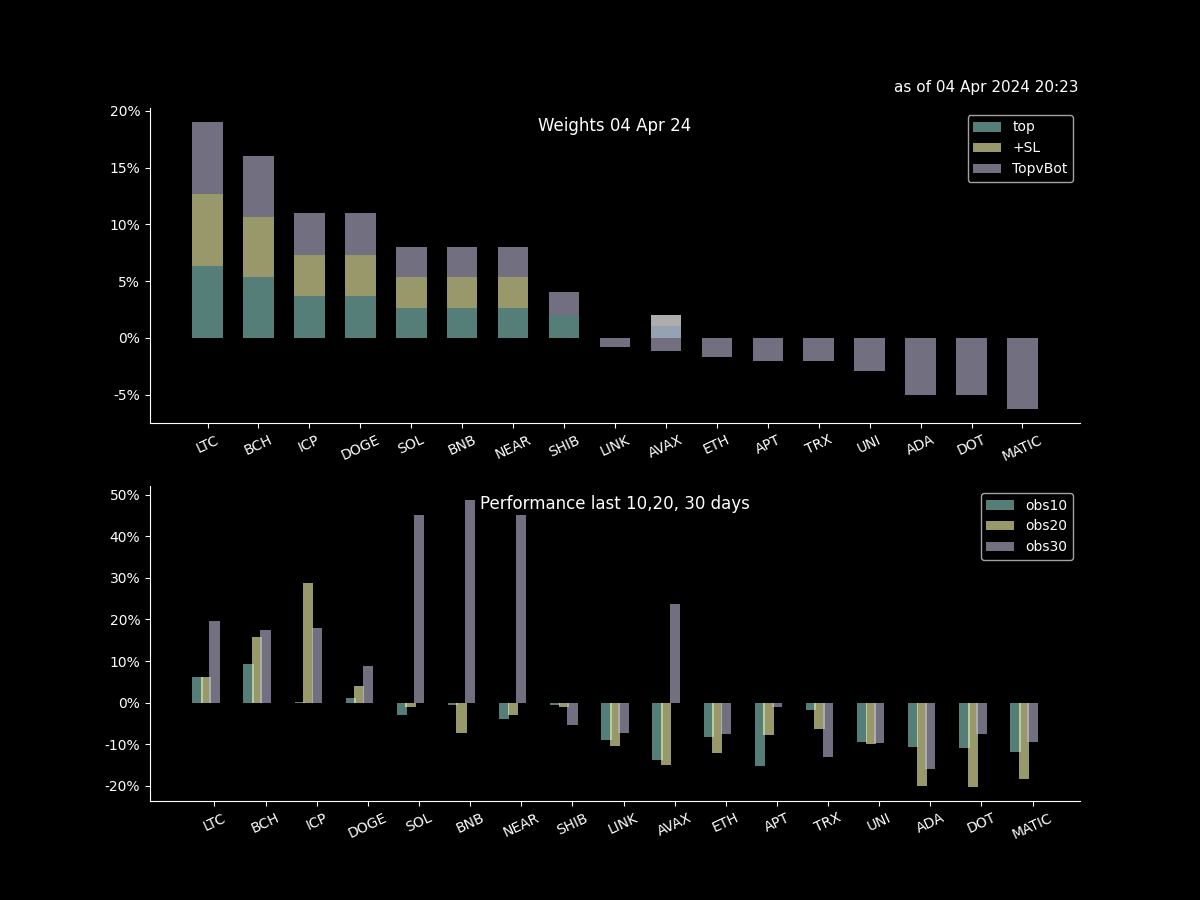 as of 04 Apr 2024 20:23
Weights 04 Apr 24
top
+SL
TopvBot
20%
15%
10%
5%
0%
-5%
LTC BCH ICP DOGE SOL BNB NEAR SHIB LINK AVAX ETH APT TRX UNI ADA DOT MATIC
Performance last 10,20, 30 days
obs10
obs20
obs30
50%
40%
30%
20%
10%
0%
-10%
-20%
LTC BCH ICP DOGE SOL BNB NEAR SHIB LINK AVAX ETH APT TRX UNI ADA DOT MATIC